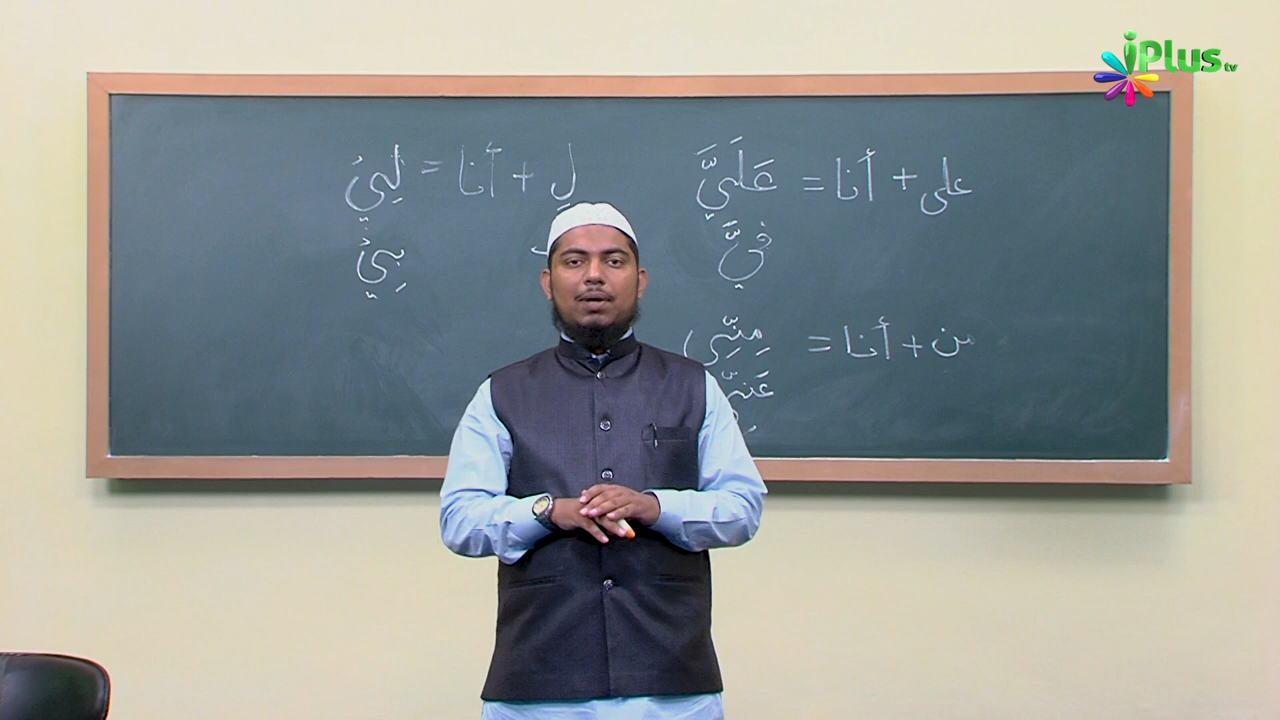 iPlus tv
على + أنا = عَلَيَّ
فِيَّ
من + أنا = مِنِّي
لِ + أنا = لِيْ
بِيْ